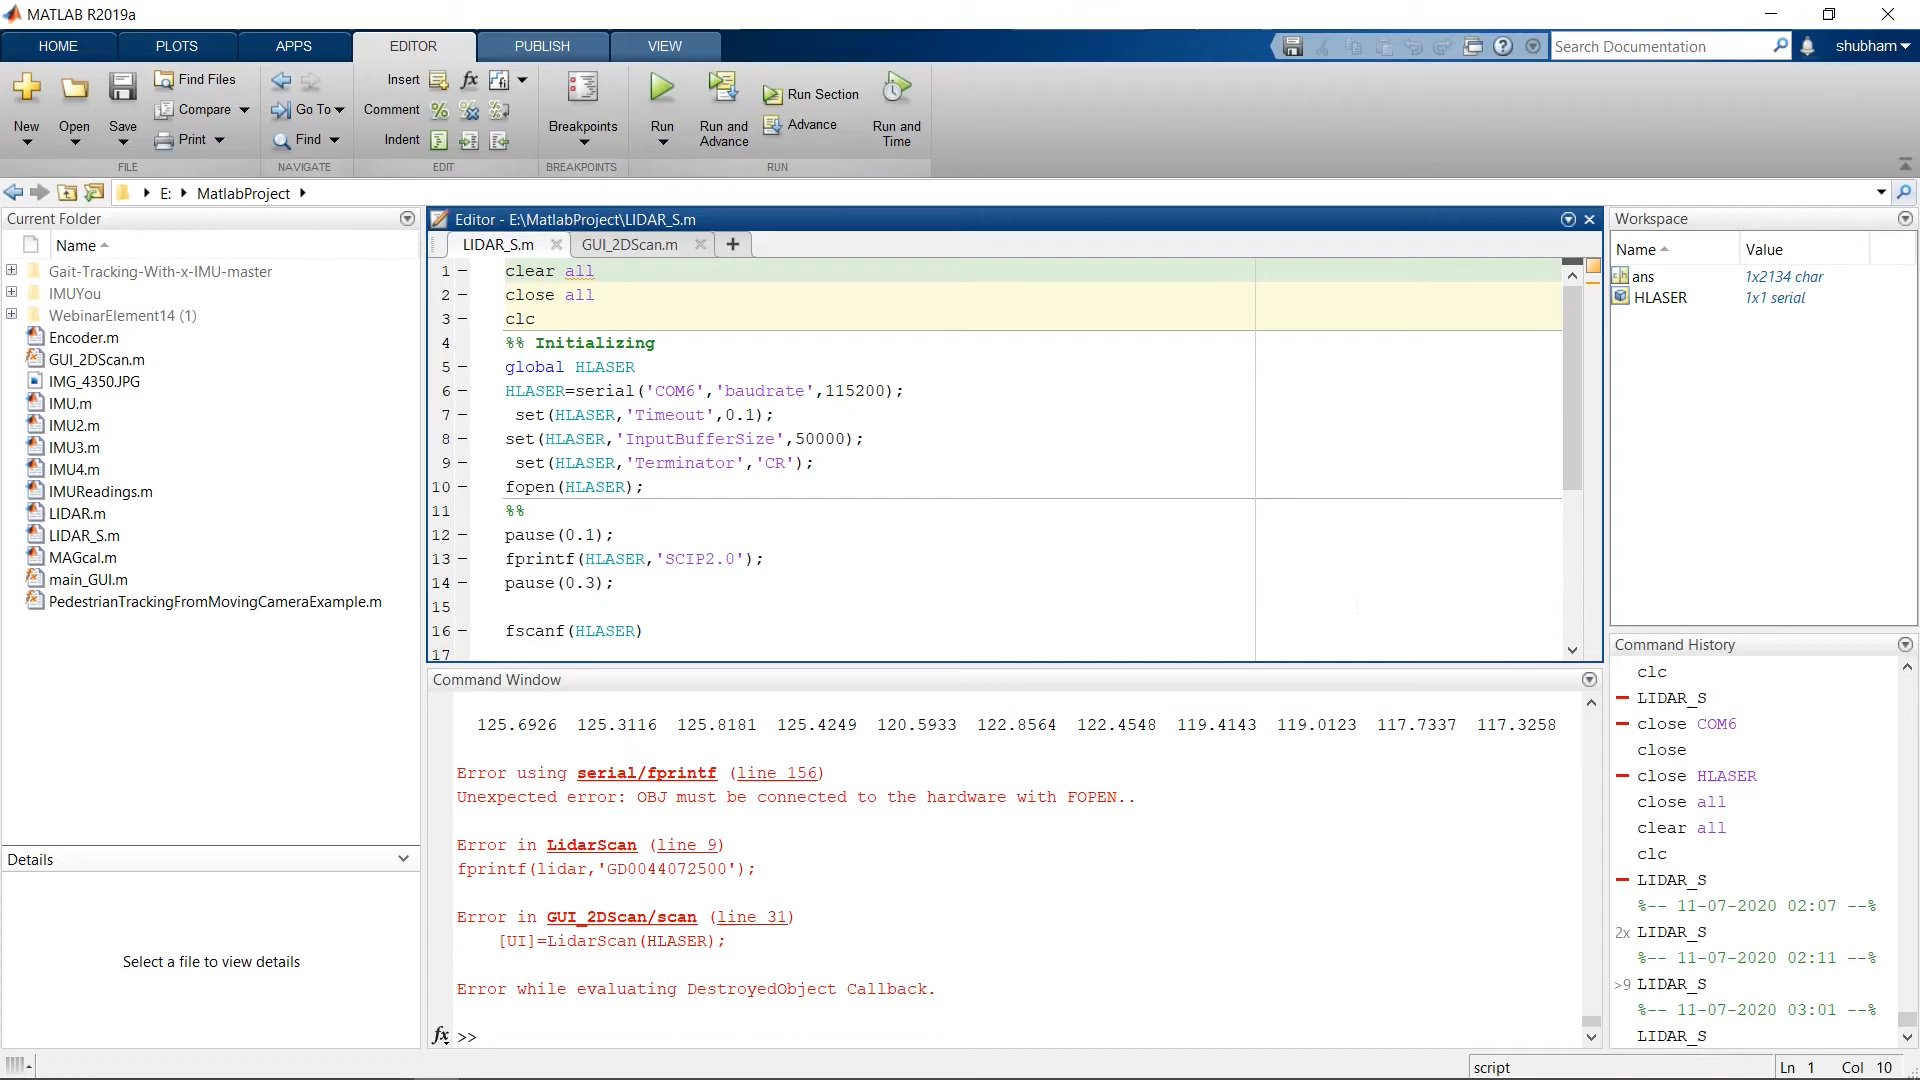 MATLAB R2019a
HOME PLOTS APPS EDITOR PUBLISH VIEW
Search Documentation
shubham
New Open Save
Find Files
Compare
Print
FILE
Go To
Find
NAVIGATE
Insert
Comment
Indent
EDIT
Breakpoints
BREAKPOINTS
Run
Run and Advance
Run Section
Advance
Run and Time
RUN
E: MatlabProject
Current Folder
Name
Gait-Tracking-With-x-IMU-master
IMUYou
WebinarElement14 (1)
Encoder.m
GUI_2DScan.m
IMG_4350.JPG
IMU.m
IMU2.m
IMU3.m
IMU4.m
IMUReadings.m
LIDAR.m
LIDAR_S.m
MAGcal.m
main_GUI.m
PedestrianTrackingFromMovingCameraExample.m
Details
Select a file to view details
Editor - E:\MatlabProject\LIDAR_S.m
LIDAR_S.m GUI_2DScan.m
1 clear all
2 close all
3 clc
4 %% Initializing
5 global HLASER
6 HLASER=serial('COM6','baudrate',115200);
7 set(HLASER,'Timeout',0.1);
8 set(HLASER,'InputBufferSize',50000);
9 set(HLASER,'Terminator','CR');
10 fopen(HLASER);
11 %%
12 pause(0.1);
13 fprintf(HLASER,'SCIP2.0');
14 pause(0.3);
15
16 fscanf(HLASER)
17
Command Window
125.6926 125.3116 125.8181 125.4249 120.5933 122.8564 122.4548 119.4143 119.0123 117.7337 117.3258
Error using serial/fprintf (line 156)
Unexpected error: OBJ must be connected to the hardware with FOPEN..
Error in LidarScan (line 9)
fprintf(lidar,'GD0044072500');
Error in GUI_2DScan/scan (line 31)
[UI]=LidarScan(HLASER);
Error while evaluating DestroyedObject Callback.
fx >>
Workspace
Name Value
ans 1x2134 char
HLASER 1x1 serial
Command History
clc
LIDAR_S
close COM6
close
close HLASER
close all
clear all
clc
LIDAR_S
%-- 11-07-2020 02:07 --%
2x LIDAR_S
%-- 11-07-2020 02:11 --%
>9 LIDAR_S
%-- 11-07-2020 03:01 --%
LIDAR_S
script Ln 1 Col 10